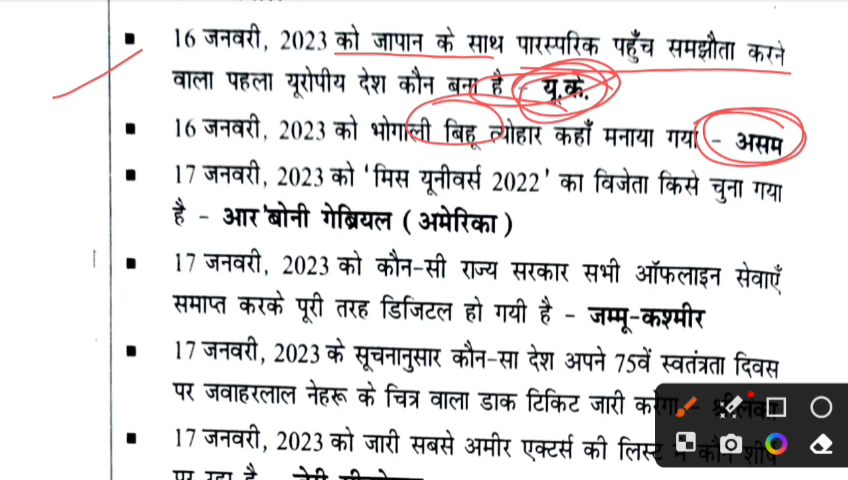 ▪ 16 जनवरी, 2023 को जापान के साथ पारस्परिक पहुँच समझौता करने
वाला पहला यूरोपीय देश कौन बना है – यू.के.
▪ 16 जनवरी, 2023 को भोगाली बिहू त्योहार कहाँ मनाया गया – असम
▪ 17 जनवरी, 2023 को 'मिस यूनीवर्स 2022' का विजेता किसे चुना गया
है – आर'बोनी गेब्रियल ( अमेरिका )
▪ 17 जनवरी, 2023 को कौन-सी राज्य सरकार सभी ऑफलाइन सेवाएँ
समाप्त करके पूरी तरह डिजिटल हो गयी है – जम्मू-कश्मीर
▪ 17 जनवरी, 2023 के सूचनानुसार कौन-सा देश अपने 75वें स्वतंत्रता दिवस
पर जवाहरलाल नेहरू के चित्र वाला डाक टिकिट जारी करेगा – श्रीलंका
▪ 17 जनवरी, 2023 को जारी सबसे अमीर एक्टर्स की लिस्ट में कौन शीर्ष
पर रहा है –